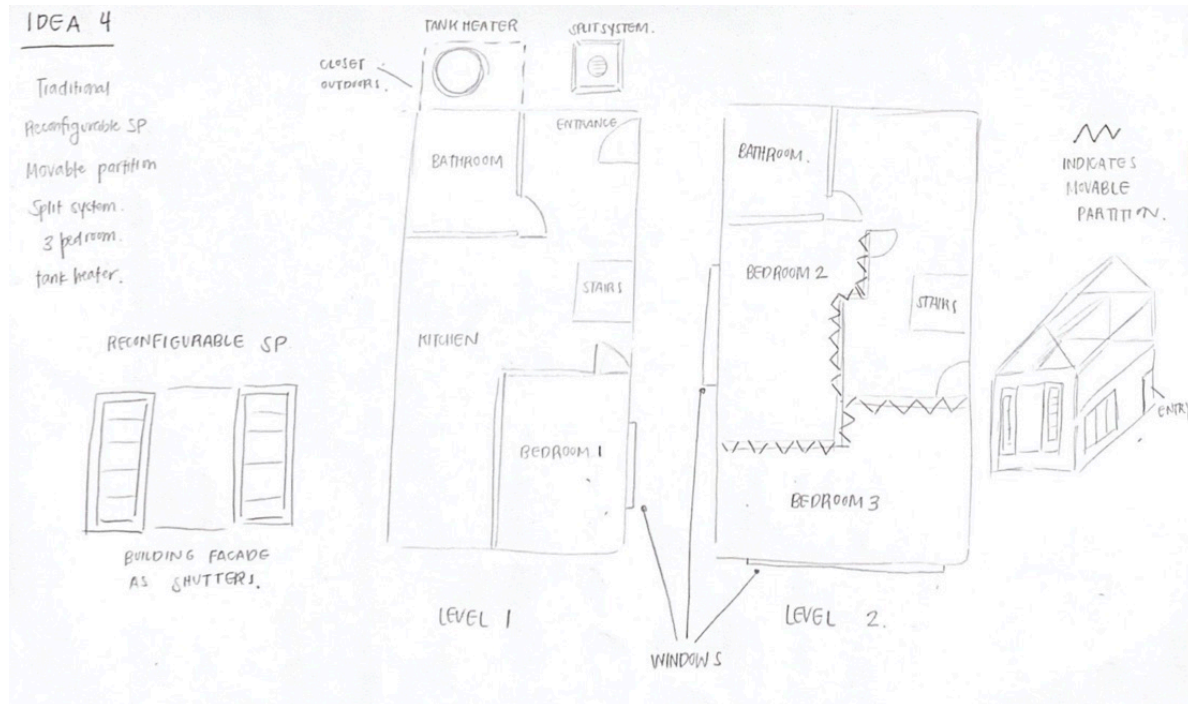 IDEA 4
Traditional
Reconfigurable SP
Movable partition
Split system.
3 bedroom.
tank heater.
RECONFIGURABLE SP
BUILDING FACADE
AS SHUTTERS.
TANK HEATER
SPLIT SYSTEM.
CLOSET
OUTDOORS.
ENTRANCE
BATHROOM
STAIRS
KITCHEN
BEDROOM 1
LEVEL 1
BATHROOM.
BEDROOM 2
STAIRS
BEDROOM 3
LEVEL 2.
WINDOWS
INDICATES
MOVABLE
PARTITION.
ENTRY